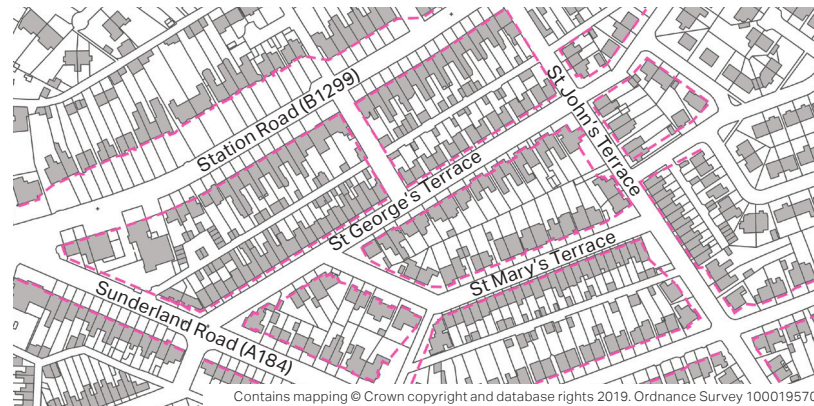 Station Road (B1299)
St John's Terrace
St George's Terrace
St Mary's Terrace
Sunderland Road (A184)
Contains mapping © Crown copyright and database rights 2019. Ordnance Survey 100019570